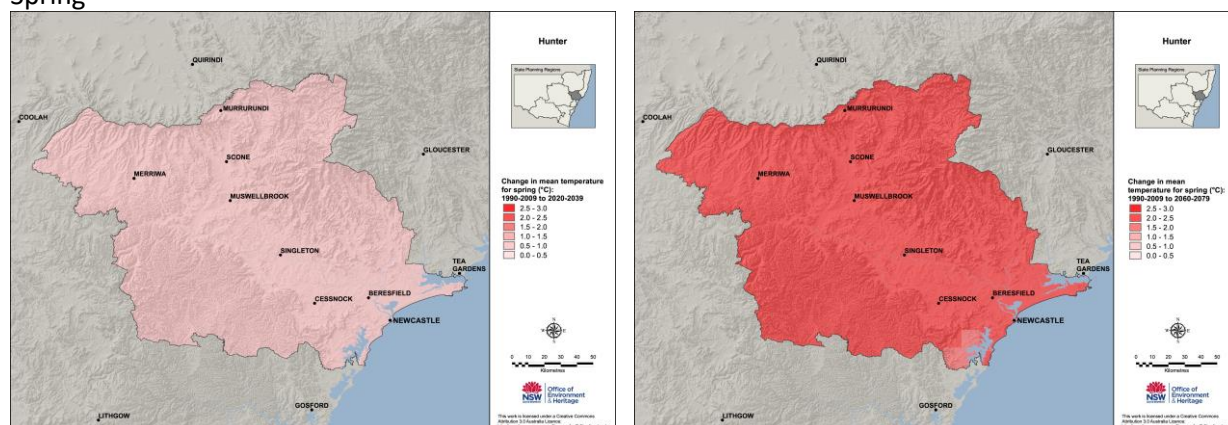 Spring
Hunter
State Planning Regions
QUIRINDI
MURRURUNDI
COOLAH
GLOUCESTER
SCONE
MERRIWA
MUSWELLBROOK
SINGLETON
TEA
GARDENS
CESSNOCK
BERESFIELD
NEWCASTLE
GOSFORD
LITHGOW
Change in mean temperature
for spring (°C):
1990-2009 to 2020-2039
2.5 - 3.0
2.0 - 2.5
1.5 - 2.0
1.0 - 1.5
0.5 - 1.0
0.0 - 0.5
0 10 20 30 40 50
Kilometres
NSW
GOVERNMENT
Office of
Environment
& Heritage
This work is licensed under a Creative Commons
Attribution 3.0 Australia Licence
Hunter
State Planning Regions
QUIRINDI
MURRURUNDI
COOLAH
GLOUCESTER
SCONE
MERRIWA
MUSWELLBROOK
SINGLETON
TEA
GARDENS
CESSNOCK
BERESFIELD
NEWCASTLE
GOSFORD
LITHGOW
Change in mean
temperature for spring (°C):
1990-2009 to 2060-2079
2.5 - 3.0
2.0 - 2.5
1.5 - 2.0
1.0 - 1.5
0.5 - 1.0
0.0 - 0.5
0 10 20 30 40 50
Kilometres
NSW
GOVERNMENT
Office of
Environment
& Heritage
This work is licensed under a Creative Commons
Attribution 3.0 Australia Licence